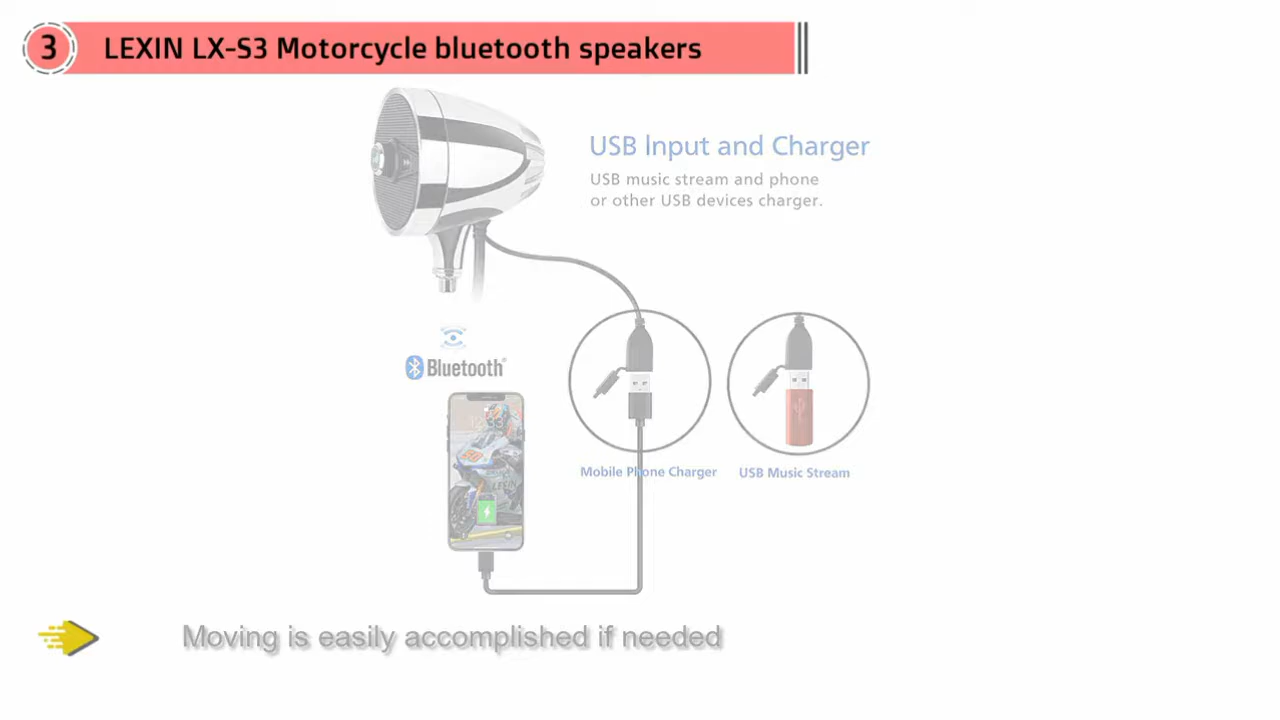 3 LEXIN LX-S3 Motorcycle bluetooth speakers
USB Input and Charger
USB music stream and phone
or other USB devices charger.
Bluetooth®
Mobile Phone Charger
USB Music Stream
Moving is easily accomplished if needed